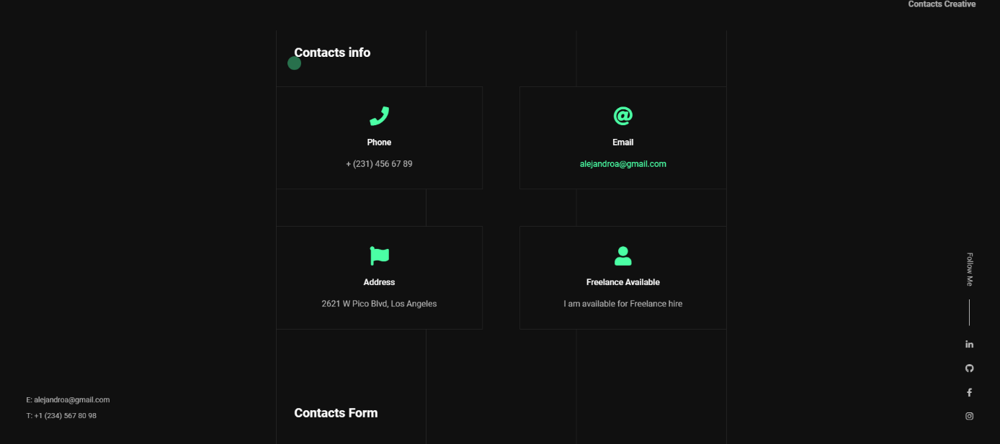 Contacts Creative
Contacts info
Phone
+ (231) 456 67 89
Email
alejandroa@gmail.com
Address
2621 W Pico Blvd, Los Angeles
Freelance Available
I am available for Freelance hire
Follow Me
E: alejandroa@gmail.com
T: +1 (234) 567 80 98
Contacts Form